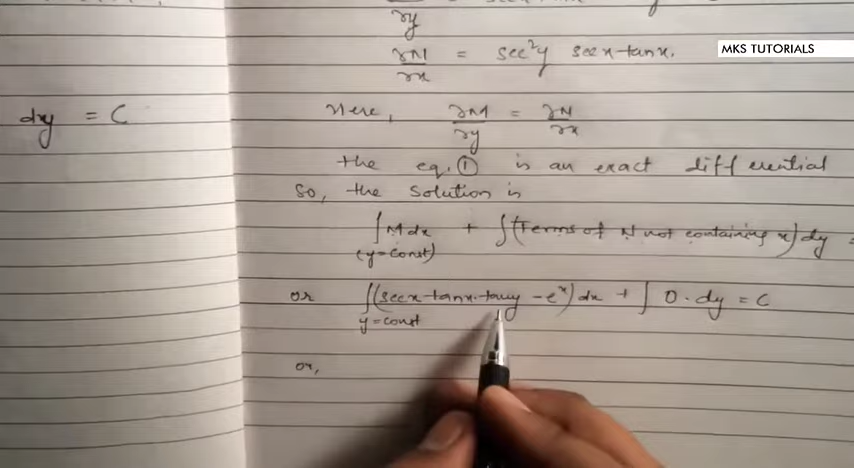 ∂y
∂N/∂x = sec²y secx·tanx.
MKS TUTORIALS
dy = C
Here, ∂M/∂y = ∂N/∂x
the eq. ① is an exact differential
So, the solution is
∫Mdx + ∫(Terms of N not containing x)dy =
(y=const)
or ∫(secx·tanx·tany - eˣ)dx + ∫ 0·dy = C
y=const
or,